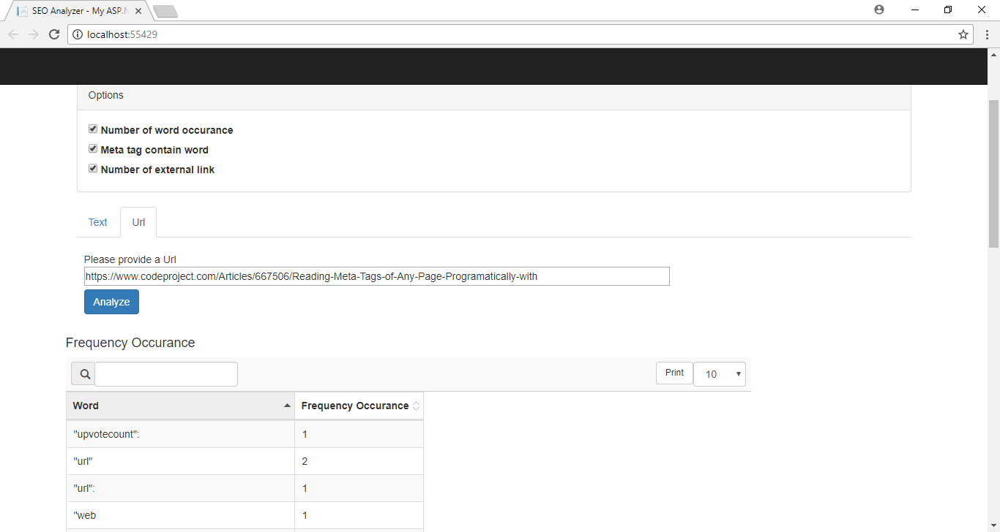 SEO Analyzer - My ASP.N
localhost:55429
Options
Number of word occurance
Meta tag contain word
Number of external link
Text Url
Please provide a Url
https://www.codeproject.com/Articles/667506/Reading-Meta-Tags-of-Any-Page-Programatically-with
Analyze
Frequency Occurance
Print 10
Word Frequency Occurance
"upvotecount": 1
"url" 2
"url": 1
"web 1